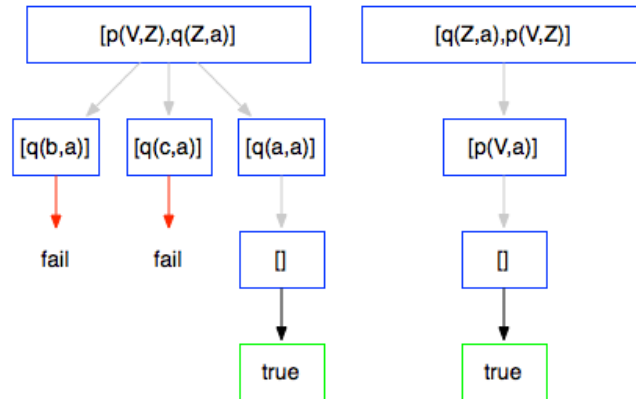 [p(V,Z),q(Z,a)]
[q(Z,a),p(V,Z)]
[q(b,a)]
[q(c,a)]
[q(a,a)]
[p(V,a)]
fail
fail
[]
[]
true
true